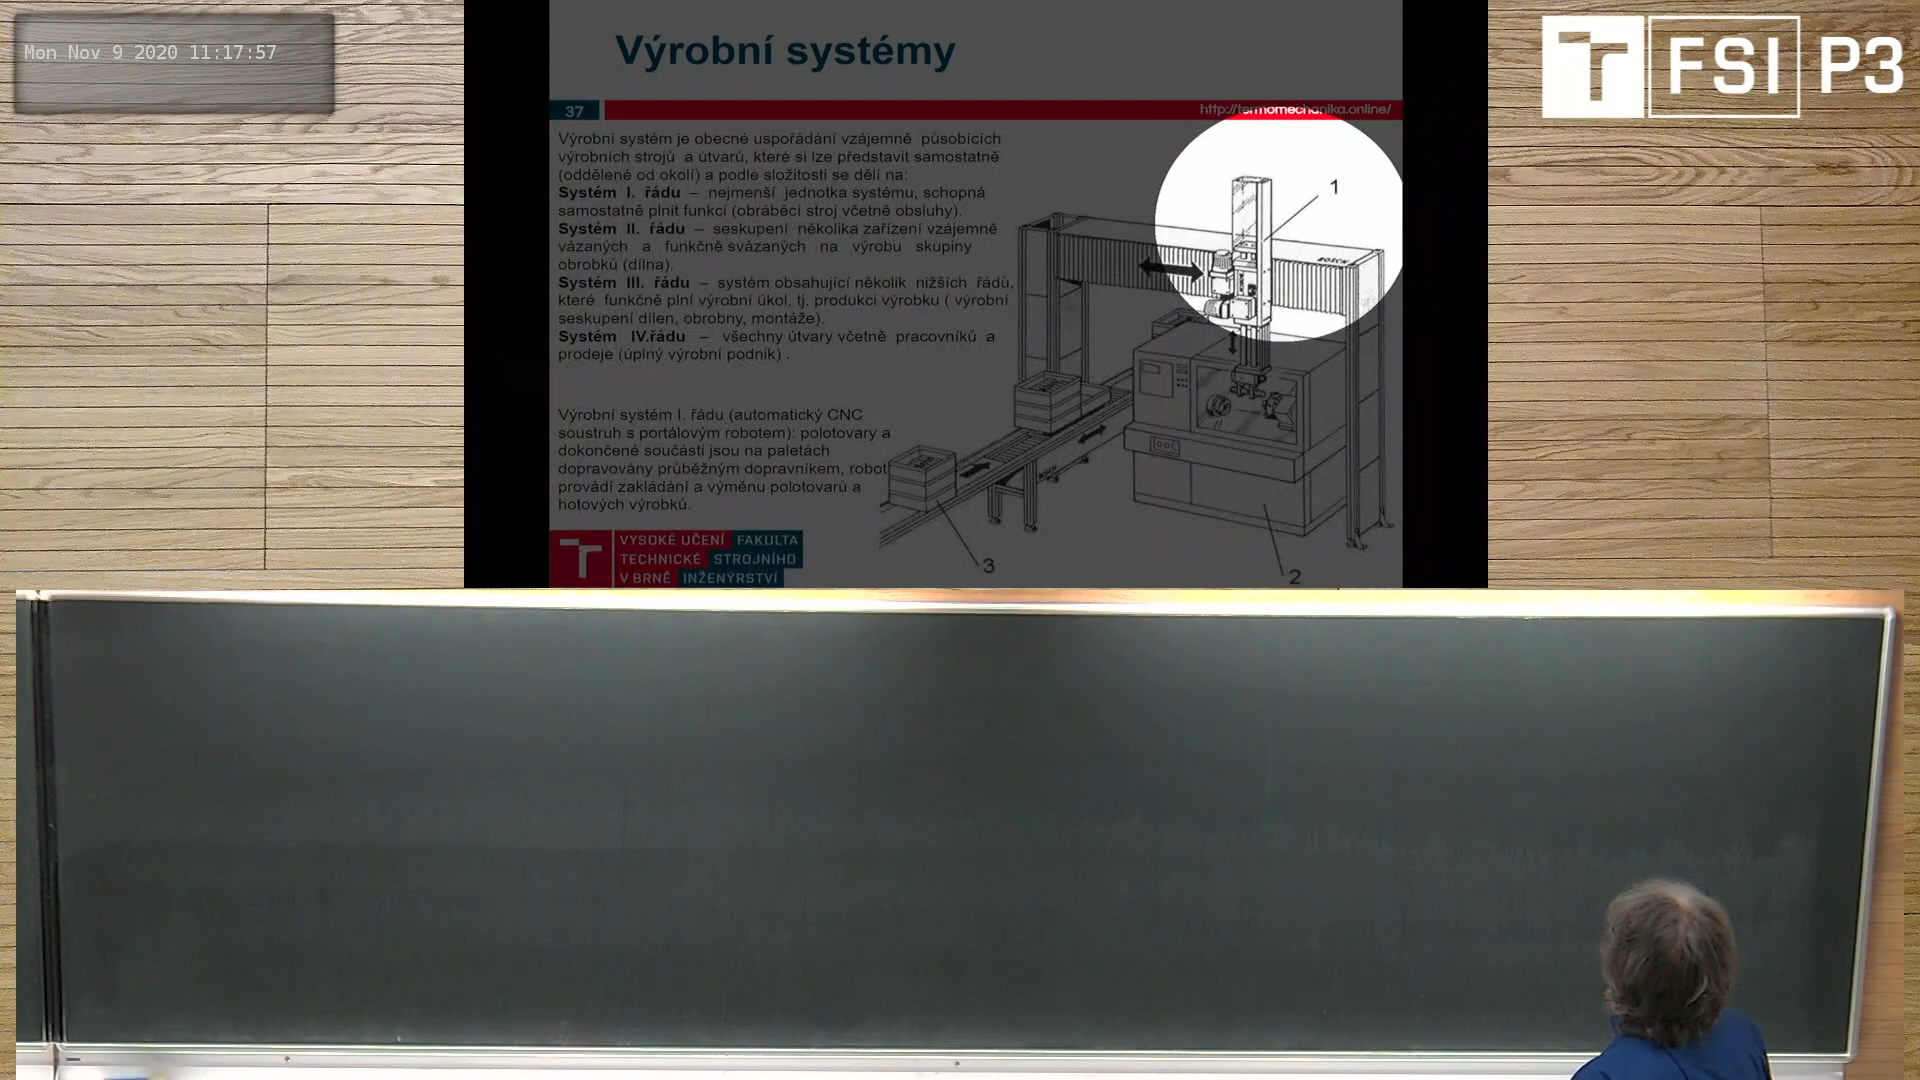 Mon Nov 9 2020 11:17:57
Výrobní systémy
FSI P3
37
http://termomechanika.online/
Výrobní systém je obecné uspořádání vzájemně působících
výrobních strojů a útvarů, které si lze představit samostatně
(oddělené od okolí) a podle složitosti se dělí na:
Systém I. řádu – nejmenší jednotka systému, schopná
samostatně plnit funkci (obráběcí stroj včetně obsluhy).
Systém II. řádu – seskupení několika zařízení vzájemně
vázaných a funkčně svázaných na výrobu skupiny
obrobků (dílna).
Systém III. řádu – systém obsahující několik nižších řádů,
které funkčně plní výrobní úkol, tj. produkci výrobku ( výrobní
seskupení dílen, obrobny, montáže).
Systém IV.řádu – všechny útvary včetně pracovníků a
prodeje (úplný výrobní podnik) .
Výrobní systém I. řádu (automatický CNC
soustruh s portálovým robotem): polotovary a
dokončené součásti jsou na paletách
dopravovány průběžným dopravníkem, robot
provádí zakládání a výměnu polotovarů a
hotových výrobků.
1
BOSCH
BOSCH
3
2
VYSOKÉ UČENÍ FAKULTA
TECHNICKÉ STROJNÍHO
V BRNĚ INŽENÝRSTVÍ